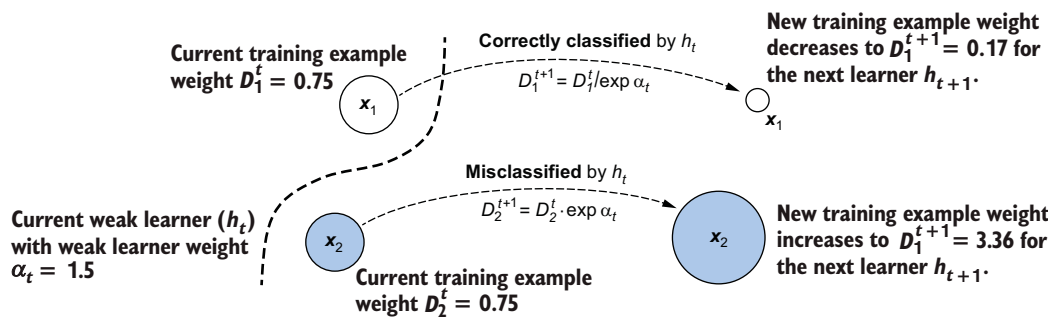 Current training example
weight D₁ᵗ = 0.75
x₁
Correctly classified by hₜ
D₁ᵗ⁺¹ = D₁ᵗ/exp αₜ
New training example weight
decreases to D₁ᵗ⁺¹ = 0.17 for
the next learner hₜ₊₁.
x₁
Current weak learner (hₜ)
with weak learner weight
αₜ = 1.5
x₂
Current training example
weight D₂ᵗ = 0.75
Misclassified by hₜ
D₂ᵗ⁺¹ = D₂ᵗ · exp αₜ
x₂
New training example weight
increases to D₁ᵗ⁺¹ = 3.36 for
the next learner hₜ₊₁.